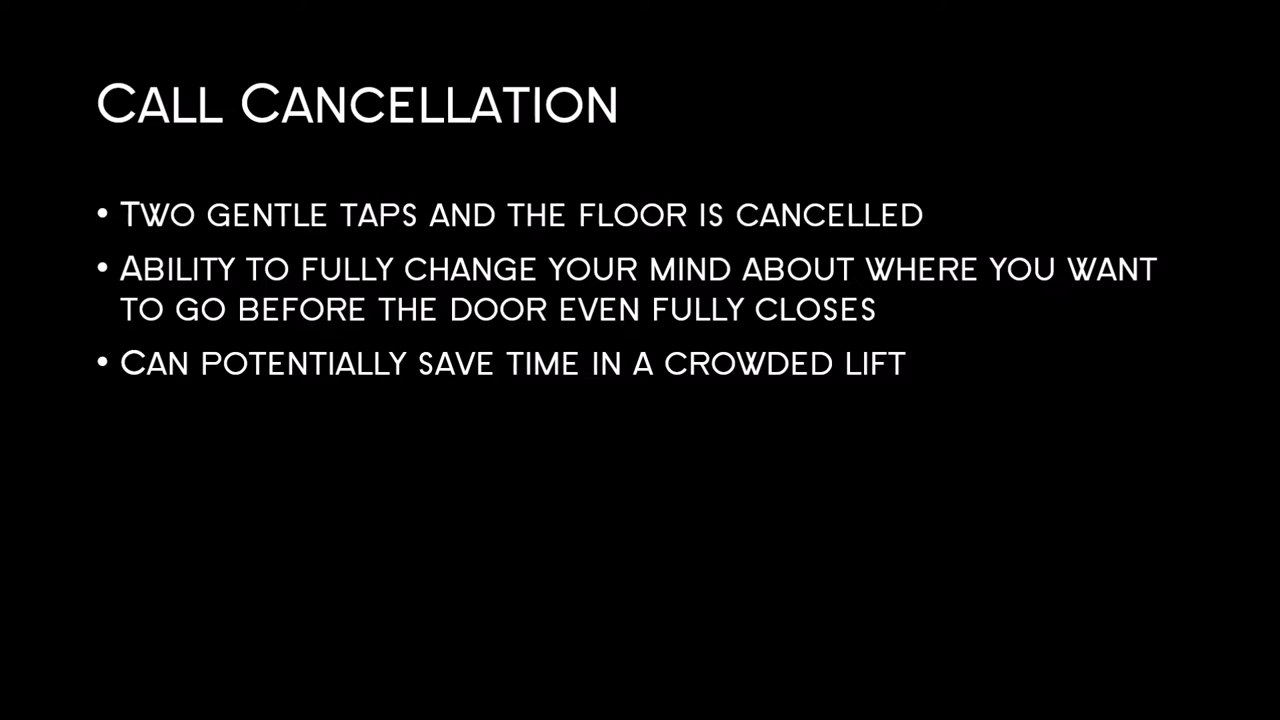 Call Cancellation
• Two gentle taps and the floor is cancelled
• Ability to fully change your mind about where you want
to go before the door even fully closes
• Can potentially save time in a crowded lift